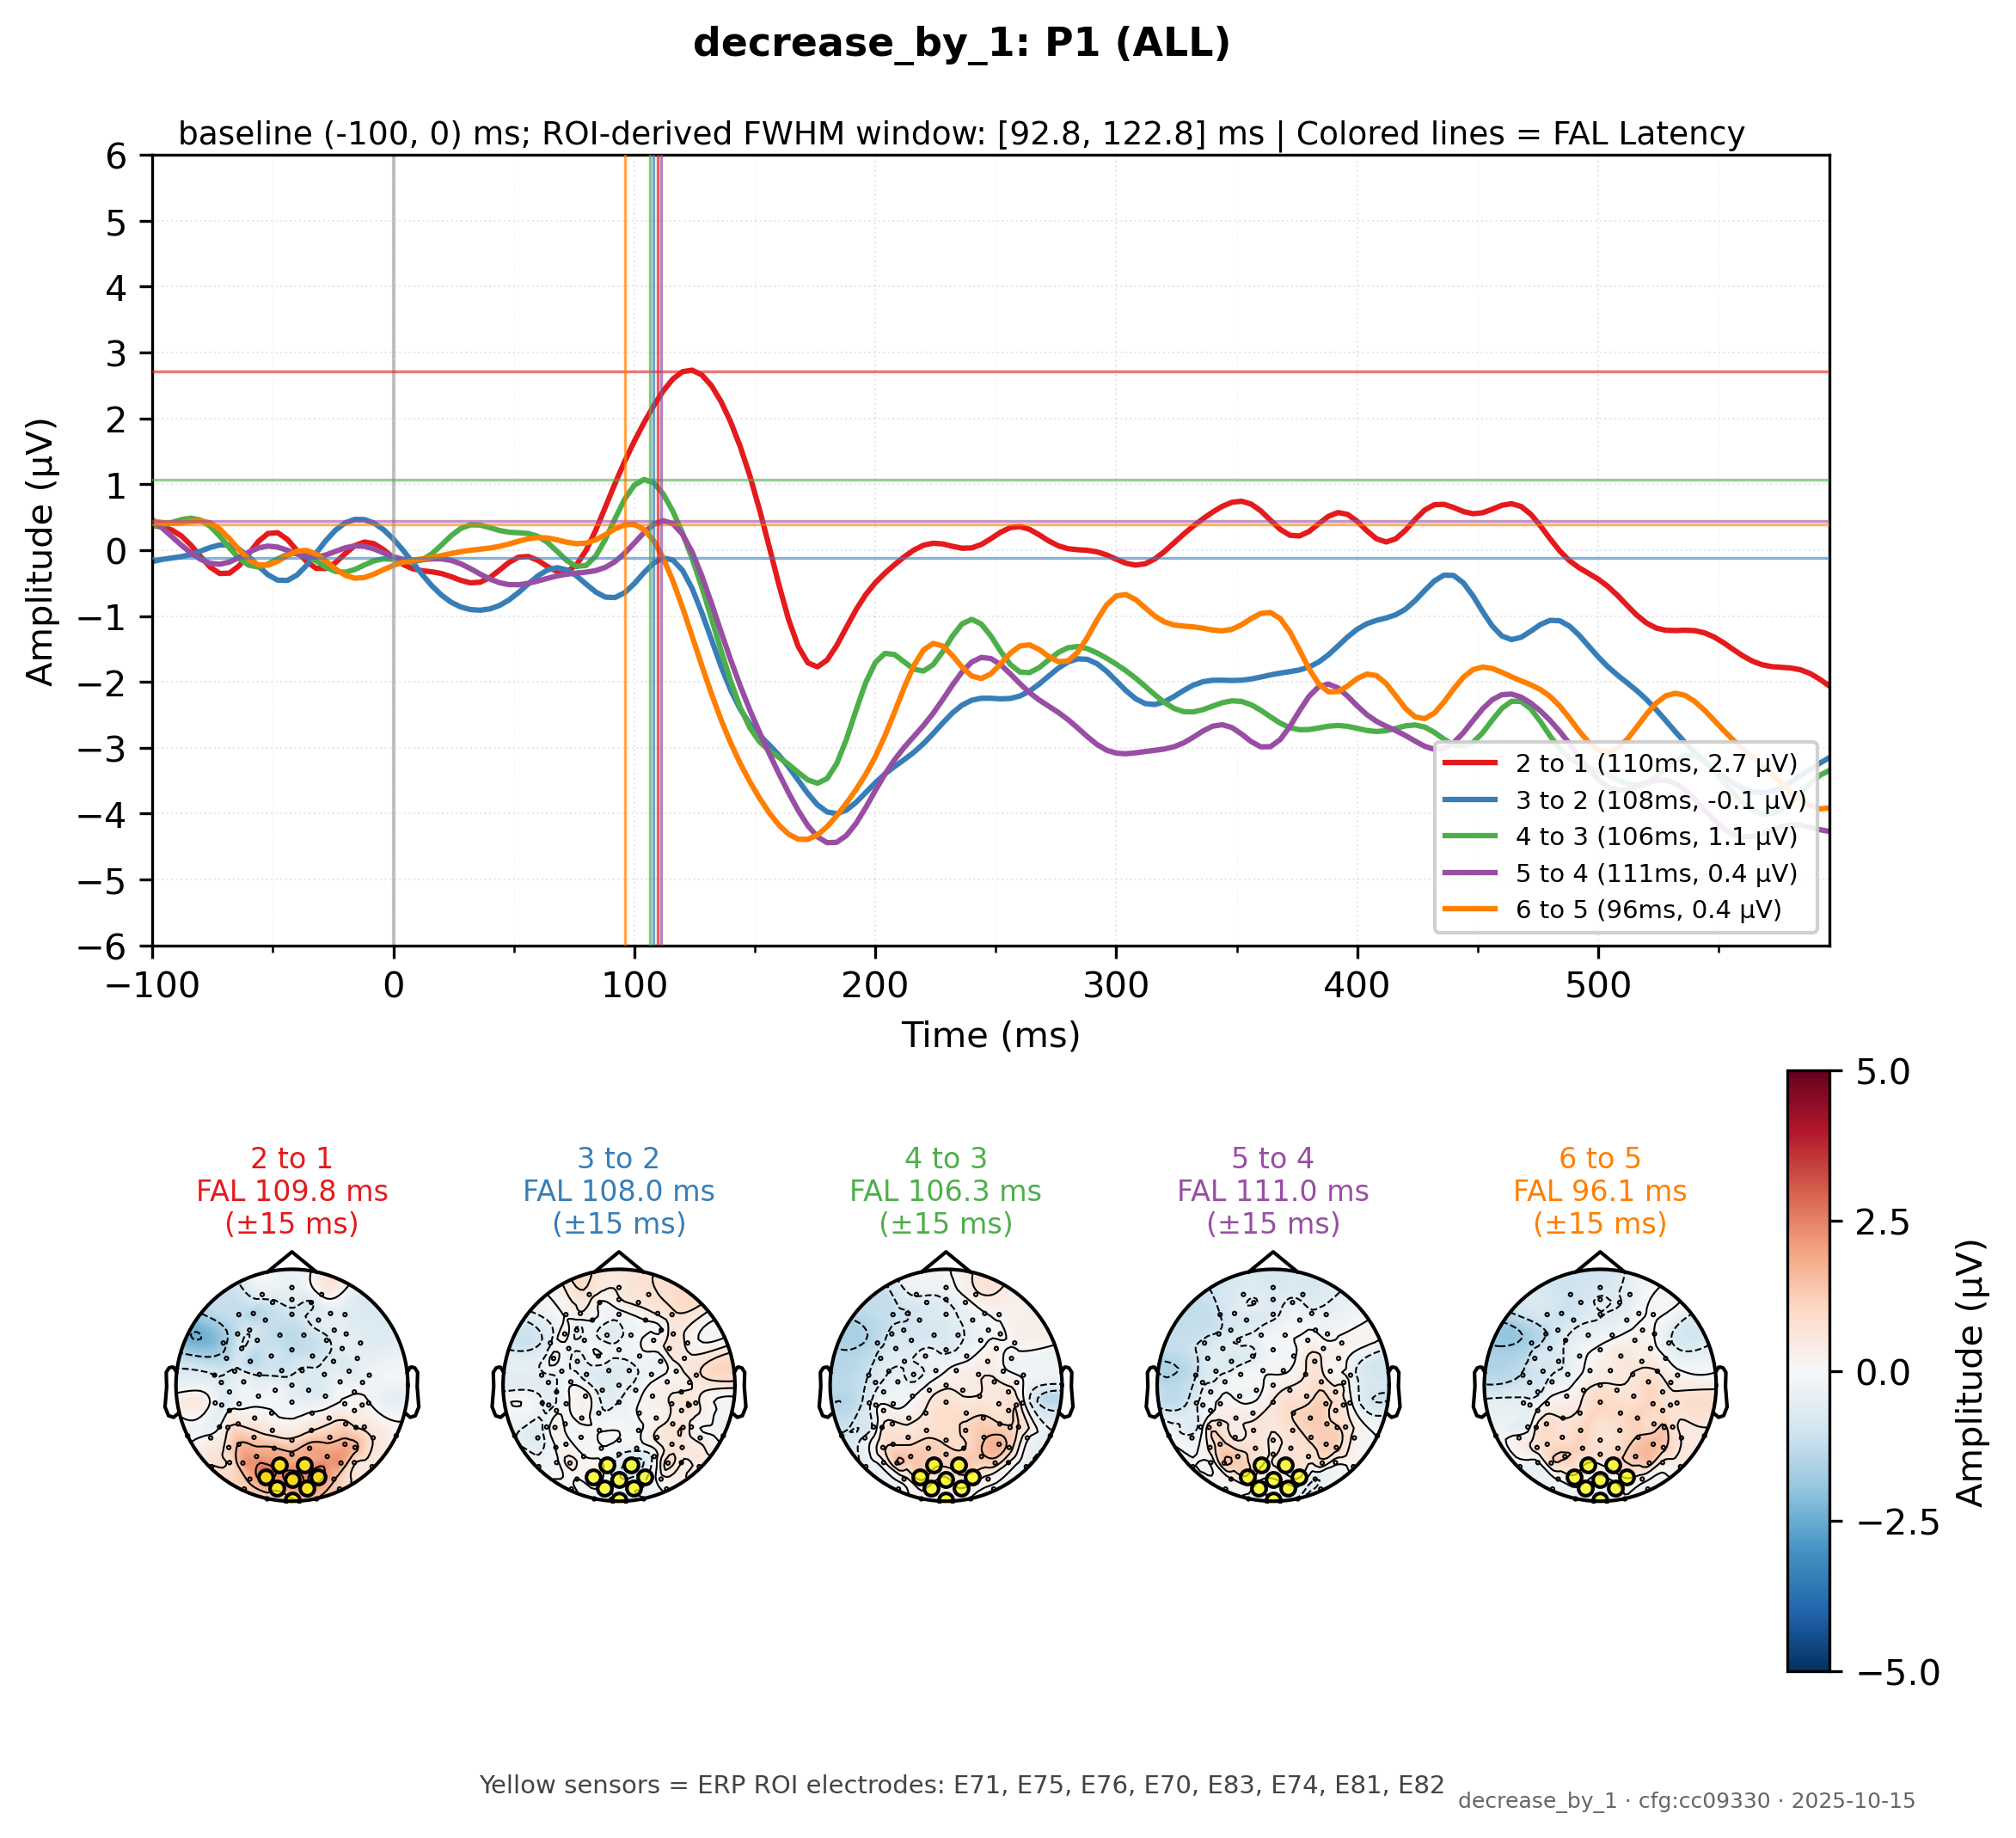 decrease_by_1: P1 (ALL)
baseline (-100, 0) ms; ROI-derived FWHM window: [92.8, 122.8] ms | Colored lines = FAL Latency
6
5
4
3
2
1
0
−1
−2
−3
−4
−5
−6
Amplitude (µV)
−100
0
100
200
300
400
500
Time (ms)
2 to 1 (110ms, 2.7 µV)
3 to 2 (108ms, -0.1 µV)
4 to 3 (106ms, 1.1 µV)
5 to 4 (111ms, 0.4 µV)
6 to 5 (96ms, 0.4 µV)
2 to 1
FAL 109.8 ms
(±15 ms)
3 to 2
FAL 108.0 ms
(±15 ms)
4 to 3
FAL 106.3 ms
(±15 ms)
5 to 4
FAL 111.0 ms
(±15 ms)
6 to 5
FAL 96.1 ms
(±15 ms)
5.0
2.5
0.0
−2.5
−5.0
Amplitude (µV)
Yellow sensors = ERP ROI electrodes: E71, E75, E76, E70, E83, E74, E81, E82
decrease_by_1 · cfg:cc09330 · 2025-10-15